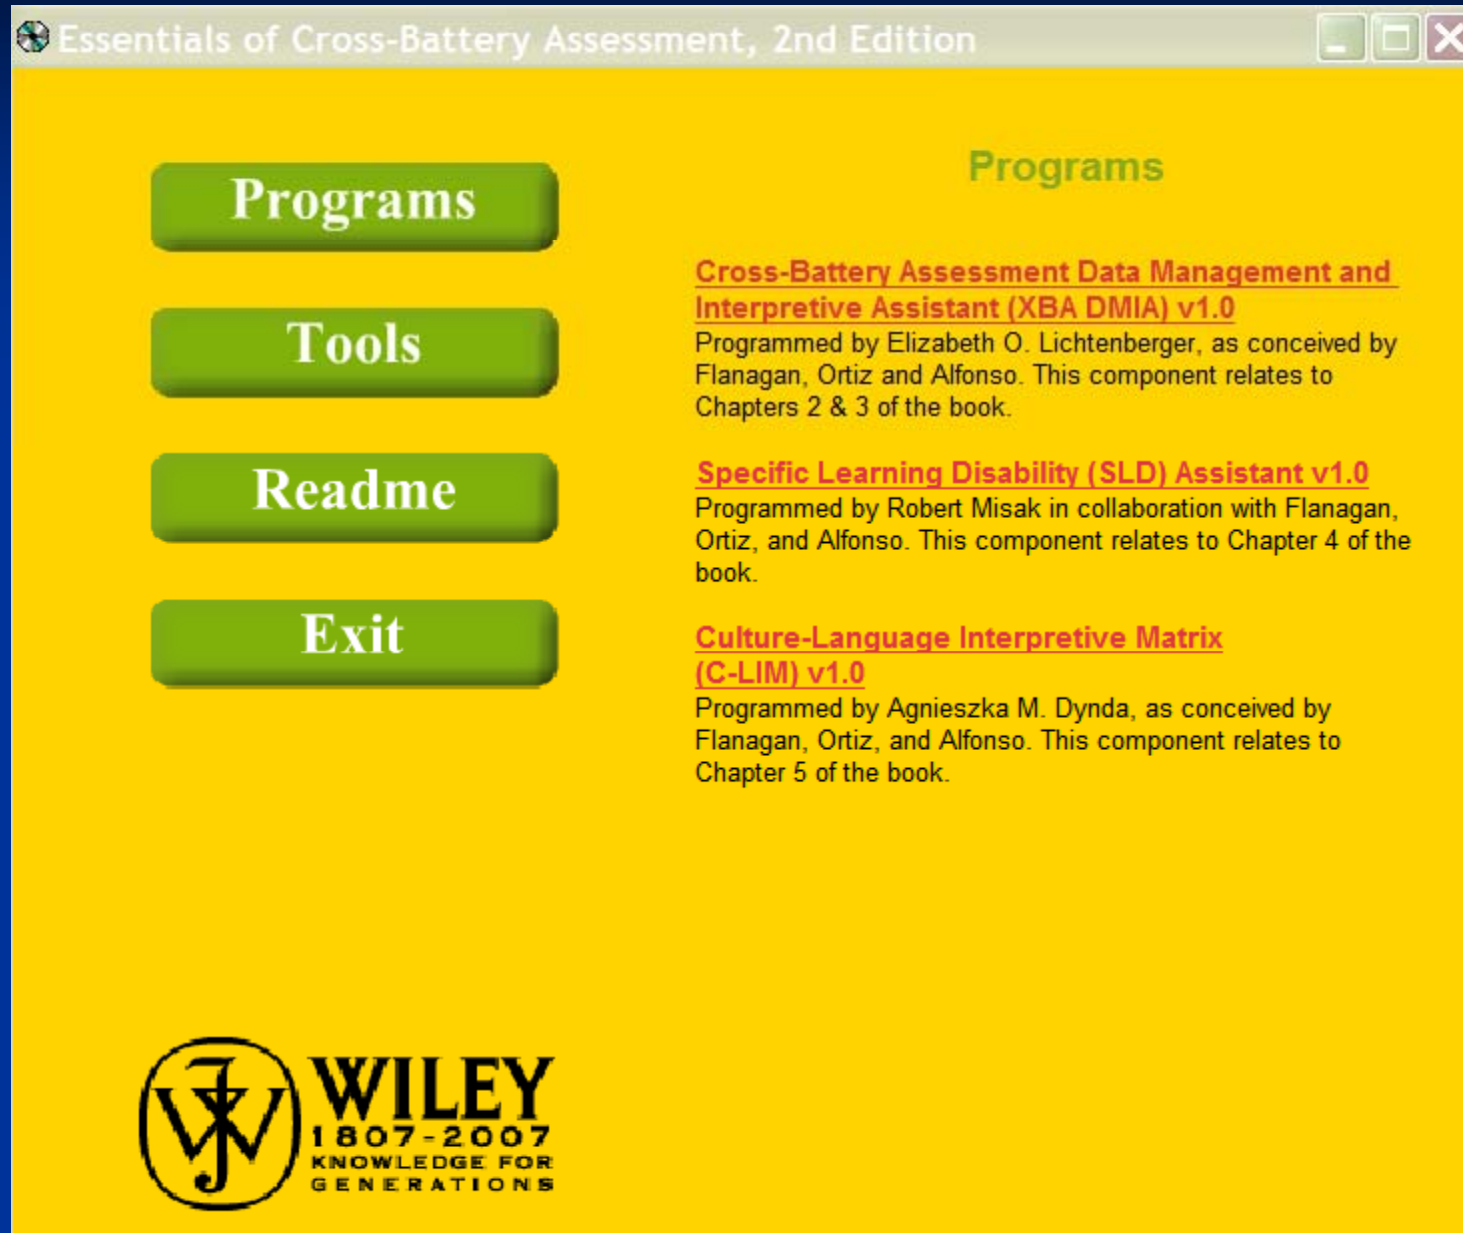 Essentials of Cross-Battery Assessment, 2nd Edition
Programs
Tools
Readme
Exit
Programs
Cross-Battery Assessment Data Management and
Interpretive Assistant (XBA DMIA) v1.0
Programmed by Elizabeth O. Lichtenberger, as conceived by
Flanagan, Ortiz and Alfonso. This component relates to
Chapters 2 & 3 of the book.
Specific Learning Disability (SLD) Assistant v1.0
Programmed by Robert Misak in collaboration with Flanagan,
Ortiz, and Alfonso. This component relates to Chapter 4 of the
book.
Culture-Language Interpretive Matrix
(C-LIM) v1.0
Programmed by Agnieszka M. Dynda, as conceived by
Flanagan, Ortiz, and Alfonso. This component relates to
Chapter 5 of the book.
JW
WILEY
1807-2007
KNOWLEDGE FOR
GENERATIONS